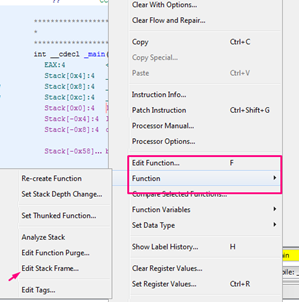 Clear With Options...
Clear Flow and Repair...
Copy Ctrl+C
Copy Special...
Paste Ctrl+V
Instruction Info...
Patch Instruction Ctrl+Shift+G
Processor Manual...
Processor Options...
Edit Function... F
Function
Compare Selected Functions...
Function Variables
Set Data Type
Show Label History... H
Clear Register Values...
Set Register Values... Ctrl+R
*******************
*
*******************
int __cdecl _main(
EAX:4
Stack[0x4]:4
Stack[0x8]:4
Stack[0xc]:4
Stack[0x0]
Stack[-0x4]:
Stack[-0x8]:
Stack[-0x58]...
Re-create Function
Set Stack Depth Change...
Set Thunked Function...
Analyze Stack
Edit Function Purge...
Edit Stack Frame...
Edit Tags...